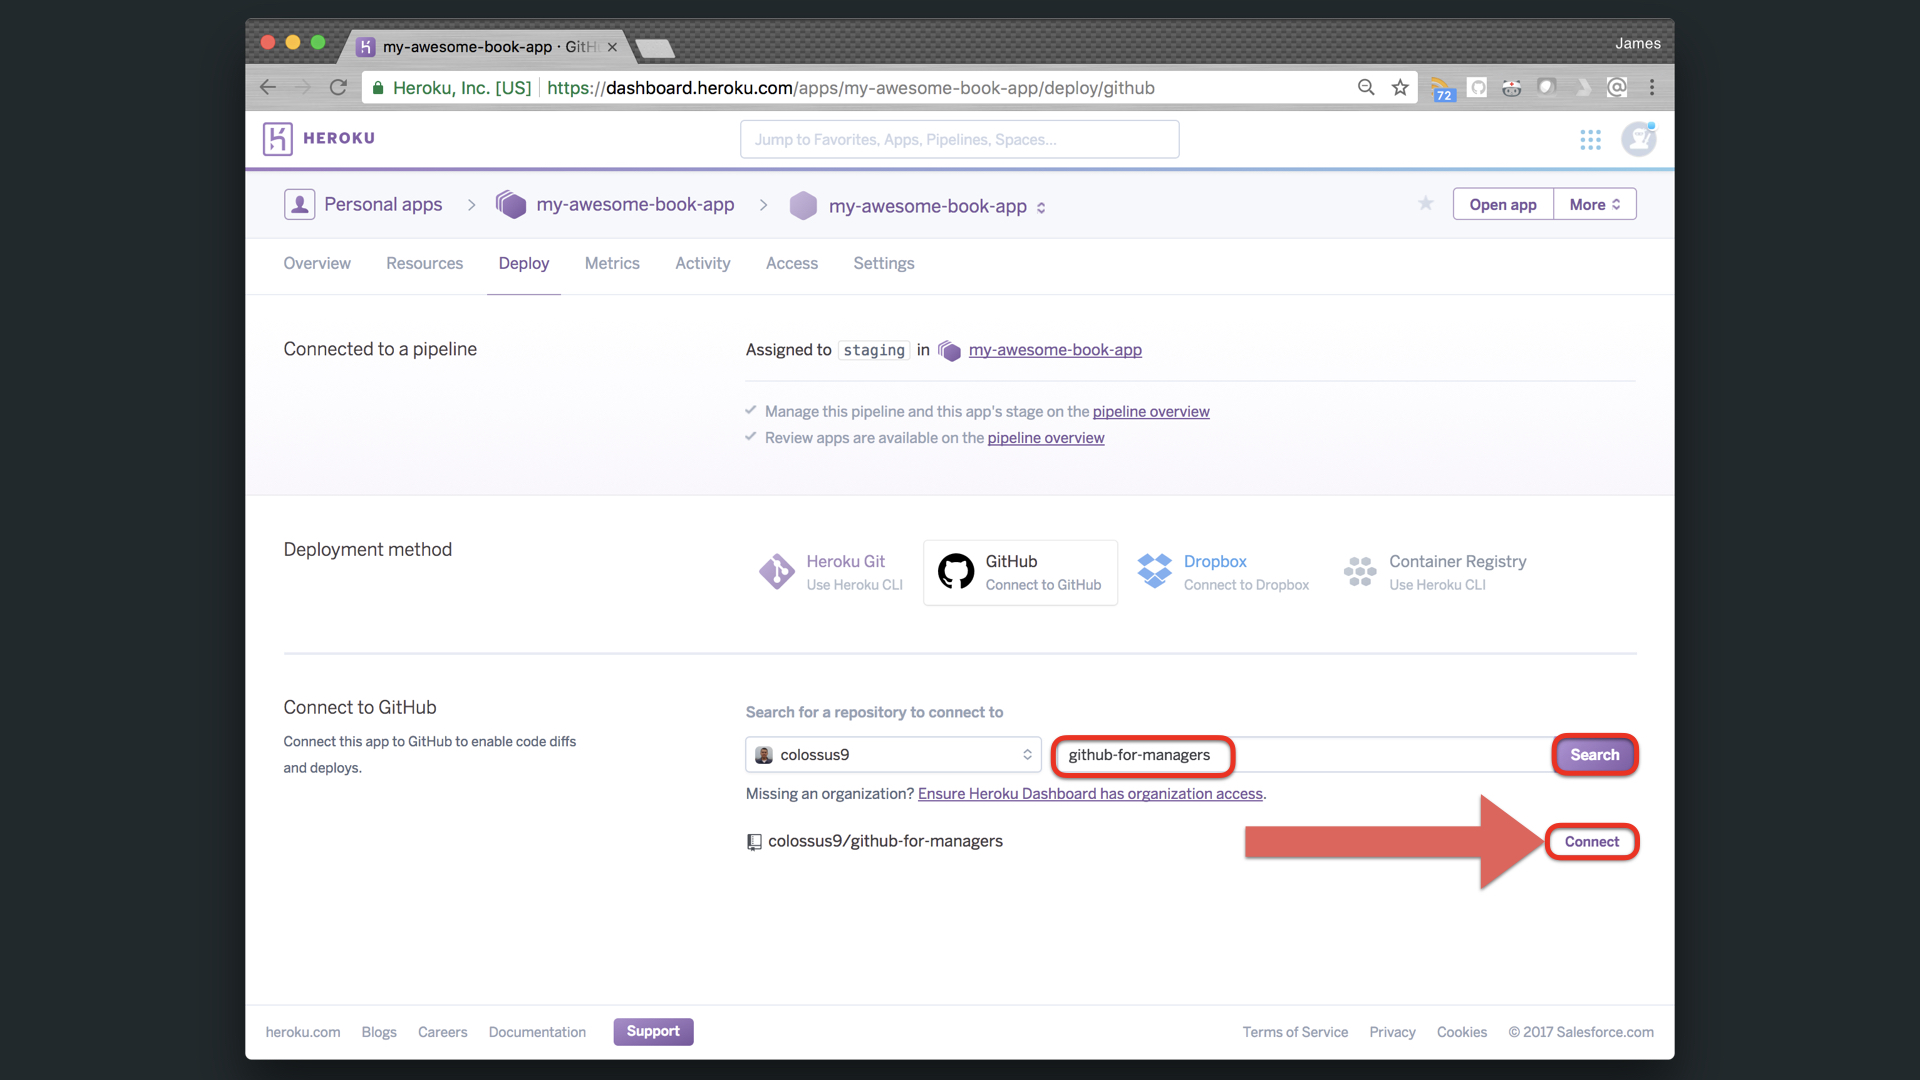 my-awesome-book-app · GitH
James
Heroku, Inc. [US] https://dashboard.heroku.com/apps/my-awesome-book-app/deploy/github
72
HEROKU
Jump to Favorites, Apps, Pipelines, Spaces...
Personal apps > my-awesome-book-app > my-awesome-book-app
Open app More
Overview Resources Deploy Metrics Activity Access Settings
Connected to a pipeline
Assigned to staging in my-awesome-book-app
Manage this pipeline and this app's stage on the pipeline overview
Review apps are available on the pipeline overview
Deployment method
Heroku Git
Use Heroku CLI
GitHub
Connect to GitHub
Dropbox
Connect to Dropbox
Container Registry
Use Heroku CLI
Connect to GitHub
Connect this app to GitHub to enable code diffs
and deploys.
Search for a repository to connect to
colossus9 github-for-managers Search
Missing an organization? Ensure Heroku Dashboard has organization access.
colossus9/github-for-managers Connect
heroku.com Blogs Careers Documentation Support Terms of Service Privacy Cookies © 2017 Salesforce.com